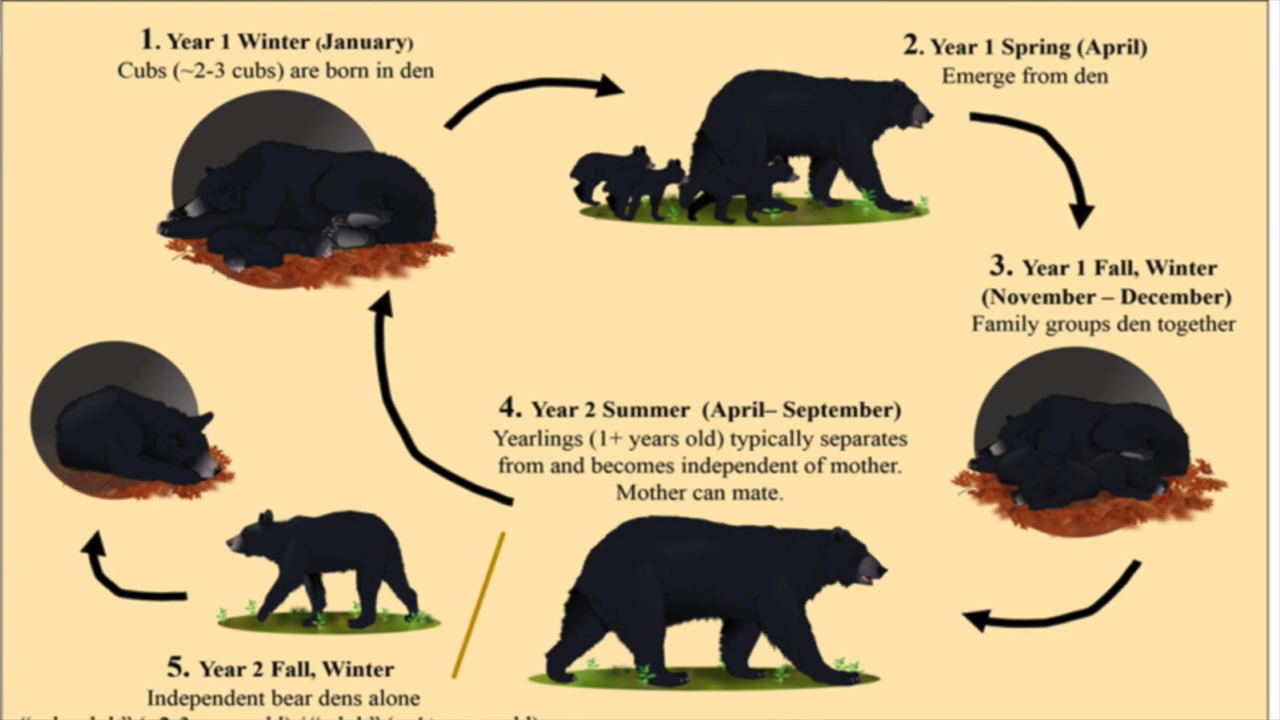 1. Year 1 Winter (January)
Cubs (~2-3 cubs) are born in den
2. Year 1 Spring (April)
Emerge from den
3. Year 1 Fall, Winter
(November – December)
Family groups den together
4. Year 2 Summer (April– September)
Yearlings (1+ years old) typically separates
from and becomes independent of mother.
Mother can mate.
5. Year 2 Fall, Winter
Independent bear dens alone